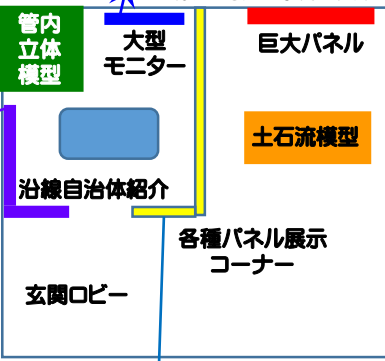 管内
立体
模型
大型
モニター
巨大パネル
土石流模型
沿線自治体紹介
各種パネル展示
コーナー
玄関ロビー